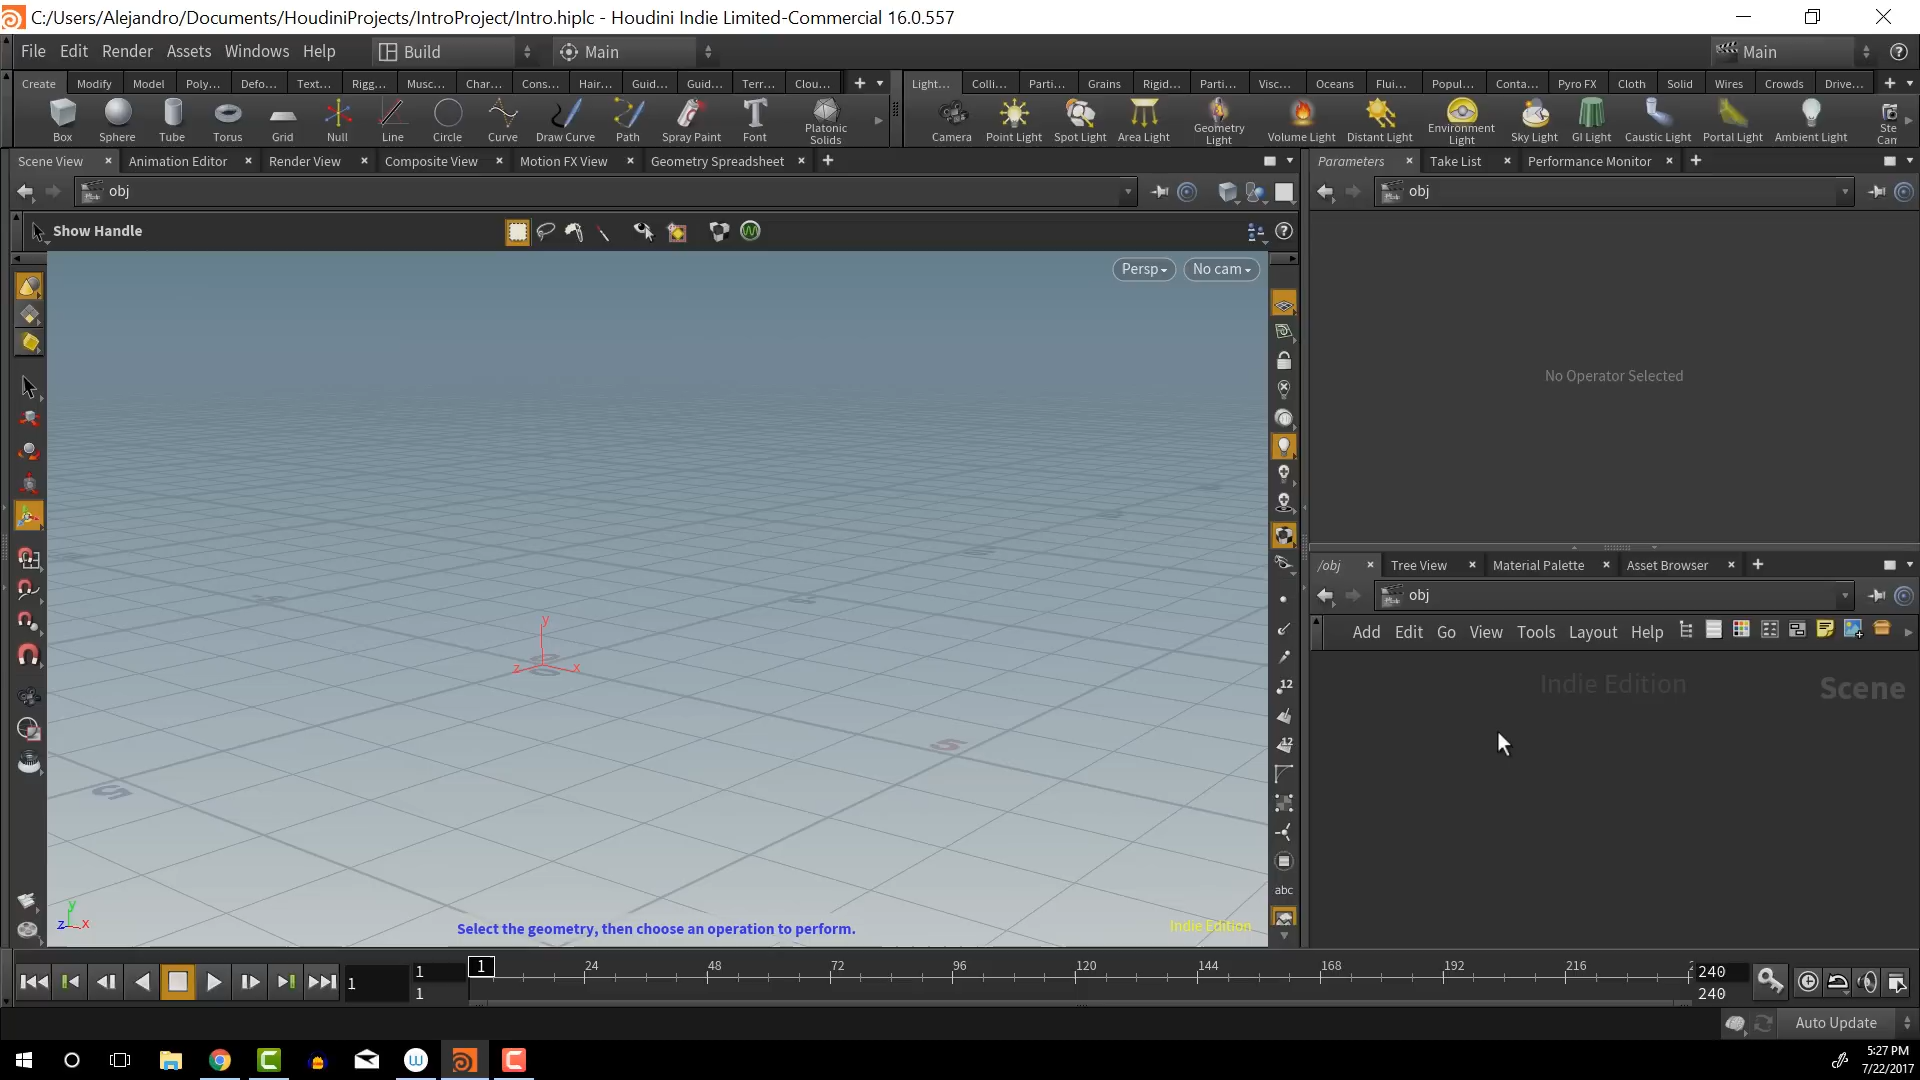 C:/Users/Alejandro/Documents/HoudiniProjects/IntroProject/Intro.hiplc - Houdini Indie Limited-Commercial 16.0.557
File Edit Render Assets Windows Help Build Main Main
Create Modify Model Poly... Defo... Text... Rigg... Musc... Char... Cons... Hair... Guid... Guid... Terr... Clou... Light... Colli... Parti... Grains Rigid... Parti... Visc... Oceans Flui... Popul... Conta... Pyro FX Cloth Solid Wires Crowds Drive...
Box Sphere Tube Torus Grid Null Line Circle Curve Draw Curve Path Spray Paint Font Platonic Solids Camera Point Light Spot Light Area Light Geometry Light Volume Light Distant Light Environment Light Sky Light GI Light Caustic Light Portal Light Ambient Light Ste Can
Scene View Animation Editor Render View Composite View Motion FX View Geometry Spreadsheet Parameters Take List Performance Monitor
obj obj
Show Handle
Persp No cam
No Operator Selected
/obj Tree View Material Palette Asset Browser
obj
Add Edit Go View Tools Layout Help
Indie Edition Scene
y
z x
12
12
5
5
abc
y
z x
Select the geometry, then choose an operation to perform.
Indie Edition
1 1 1 24 48 72 96 120 144 168 192 216 2 240
1 240
Auto Update
5:27 PM
7/22/2017